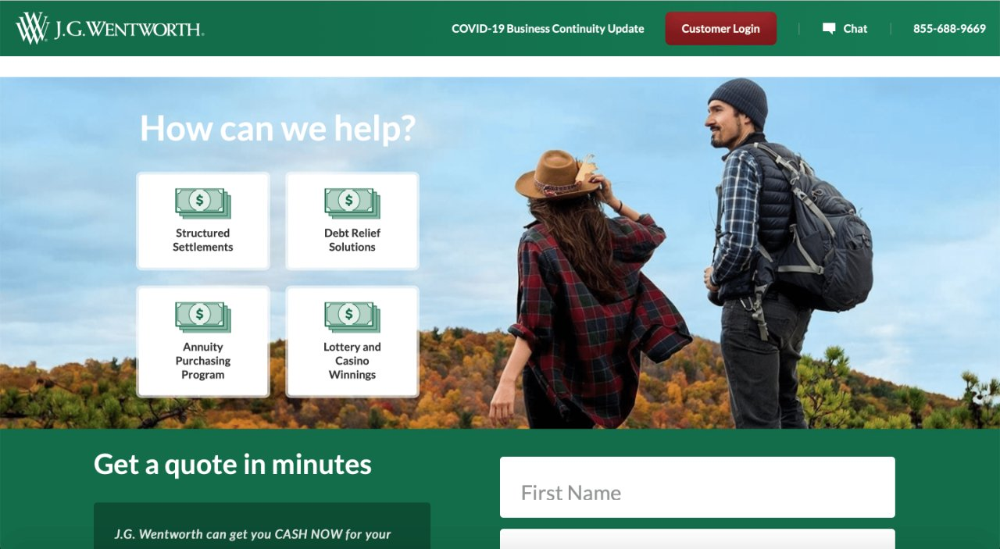 J.G. WENTWORTH®
COVID-19 Business Continuity Update
Customer Login
Chat
855-688-9669
How can we help?
Structured
Settlements
Debt Relief
Solutions
Annuity
Purchasing
Program
Lottery and
Casino
Winnings
Get a quote in minutes
First Name
J.G. Wentworth can get you CASH NOW for your